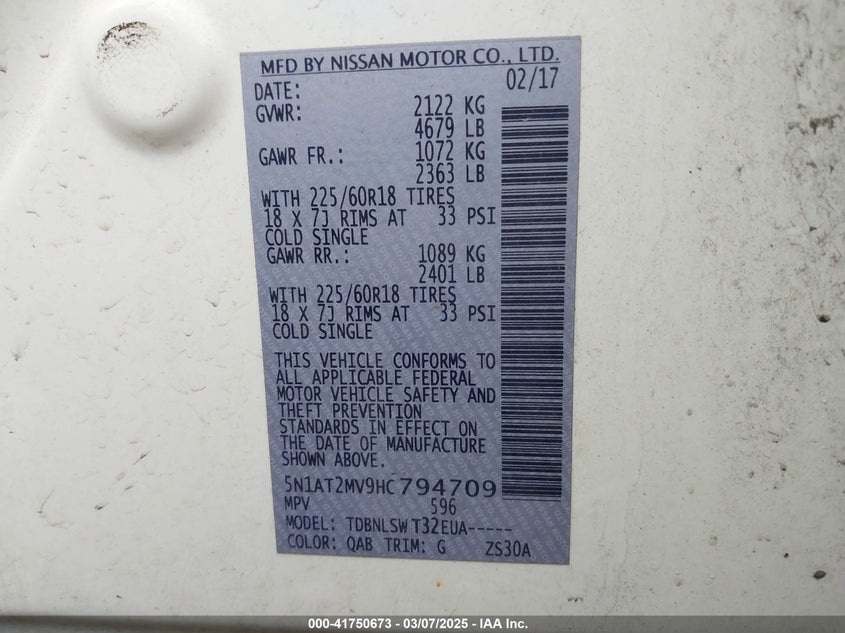 MFD BY NISSAN MOTOR CO., LTD.
DATE: 02/17
GVWR: 2122 KG
4679 LB
GAWR FR.: 1072 KG
2363 LB
WITH 225/60R18 TIRES
18 X 7J RIMS AT 33 PSI
COLD SINGLE
GAWR RR.: 1089 KG
2401 LB
WITH 225/60R18 TIRES
18 X 7J RIMS AT 33 PSI
COLD SINGLE
THIS VEHICLE CONFORMS TO
ALL APPLICABLE FEDERAL
MOTOR VEHICLE SAFETY AND
THEFT PREVENTION
STANDARDS IN EFFECT ON
THE DATE OF MANUFACTURE
SHOWN ABOVE.
5N1AT2MV9HC794709
MPV 596
MODEL: TDBNLSWT32EUA-----
COLOR: QAB TRIM: G ZS30A
000-41750673 - 03/07/2025 - IAA Inc.